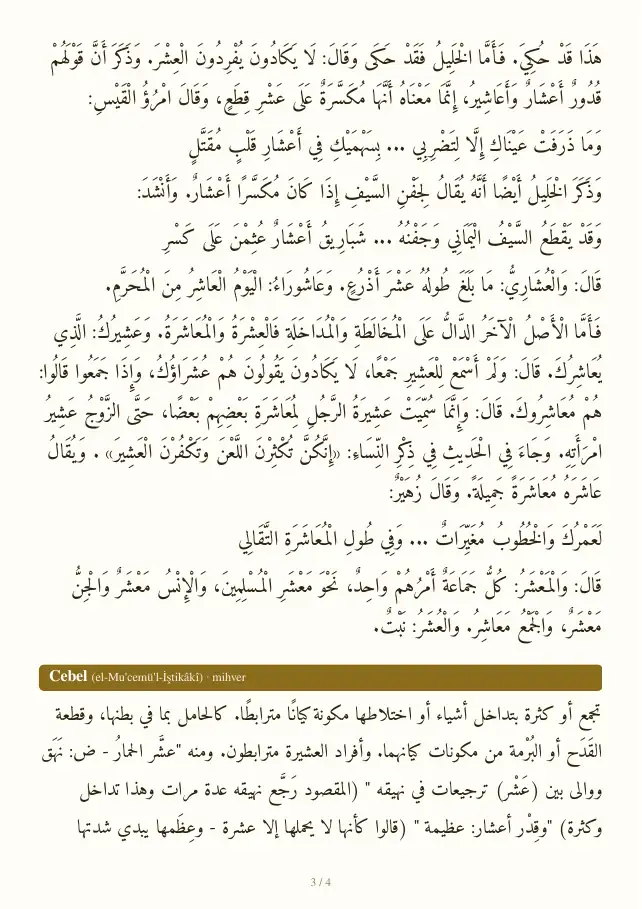 هَذَا قَدْ حُكِيَ. فَأَمَّا الْخَلِيلُ فَقَدْ حَكَى وَقَالَ: لَا يَكَادُونَ يُفْرِدُونَ الْعِشْرَ. وَذَكَرَ أَنَّ قَوْلَهُمْ
قُدُورٌ أَعْشَارٌ وَأَعَاشِيرُ، إِنَّمَا مَعْنَاهُ أَنَّهَا مُكَسَّرَةٌ عَلَى عَشْرِ قِطَعٍ، وَقَالَ امْرُؤُ الْقَيْسِ:
وَمَا ذَرَفَتْ عَيْنَاكِ إِلَّا لِتَضْرِبِي ... بِسَهْمَيْكِ فِي أَعْشَارِ قَلْبٍ مُقَتَّلٍ
وَذَكَرَ الْخَلِيلُ أَيْضًا أَنَّهُ يُقَالُ لِجَفْنِ السَّيْفِ إِذَا كَانَ مُكَسَّرًا أَعْشَارٌ. وَأَنْشَدَ:
وَقَدْ يَقْطَعُ السَّيْفُ الْيَمَانِي وَجَفْنُهُ ... شَبَارِيقُ أَعْشَارٌ عُثِمْنَ عَلَى كَسْرِ
قَالَ: وَالْعُشَارِيُّ: مَا بَلَغَ طُولُهُ عَشْرَ أَذْرُعٍ. وَعَاشُورَاءُ: الْيَوْمُ الْعَاشِرُ مِنَ الْمُحَرَّمِ.
فَأَمَّا الْأَصْلُ الْآخَرُ الدَّالُّ عَلَى الْمُخَالَطَةِ وَالْمُدَاخَلَةِ فَالْعِشْرَةُ وَالْمُعَاشَرَةُ. وَعَشِيرُكَ: الَّذِي
يُعَاشِرُكَ. قَالَ: وَلَمْ أَسْمَعْ لِلْعَشِيرِ جَمْعًا، لَا يَكَادُونَ يَقُولُونَ هُمْ عُشَرَاؤُكَ، وَإِذَا جَمَعُوا قَالُوا:
هُمْ مُعَاشِرُوكَ. قَالَ: وَإِنَّمَا سُمِّيَتْ عَشِيرَةُ الرَّجُلِ لِمُعَاشَرَةِ بَعْضِهِمْ بَعْضًا، حَتَّى الزَّوْجُ عَشِيرُ
امْرَأَتِهِ. وَجَاءَ فِي الْحَدِيثِ فِي ذِكْرِ النِّسَاءِ: «إِنَّكُنَّ تُكْثِرْنَ اللَّعْنَ وَتَكْفُرْنَ الْعَشِيرَ» . وَيُقَالُ
عَاشَرَهُ مُعَاشَرَةً جَمِيلَةً. وَقَالَ زُهَيْرٌ:
لَعَمْرُكَ وَالْخُطُوبُ مُغَيِّرَاتٌ ... وَفِي طُولِ الْمُعَاشَرَةِ التَّقَالِي
قَالَ: وَالْمَعْشَرُ: كُلُّ جَمَاعَةٍ أَمْرُهُمْ وَاحِدٌ، نَحْوَ مَعْشَرِ الْمُسْلِمِينَ، وَالْإِنْسُ مَعْشَرٌ وَالْجِنُّ
مَعْشَرٌ، وَالْجَمْعُ مَعَاشِرُ. وَالْعُشَرُ: نَبْتٌ.
Cebel (el-Mu'cemü'l-İştikâkî) · mihver
تجمع أو كثرة بتداخل أشياء أو اختلاطها مكونة كيانًا مترابطًا. كالحامل بما في بطنها، وقطعة
القَدَح أو البُرْمة من مكونات كيانهما. وأفراد العشيرة مترابطون. ومنه "عشَّر الحمارُ - ض: نَهَق
ووالى بين (عَشْر) ترجيعات في نهيقه " (المقصود رَجَّع نهيقه عدة مرات وهذا تداخل
وكثرة) "وقِدْر أعشار: عظيمة " (قالوا كأنها لا يحملها إلا عشرة - وعِظَمها يبدي شدتها
3 / 4